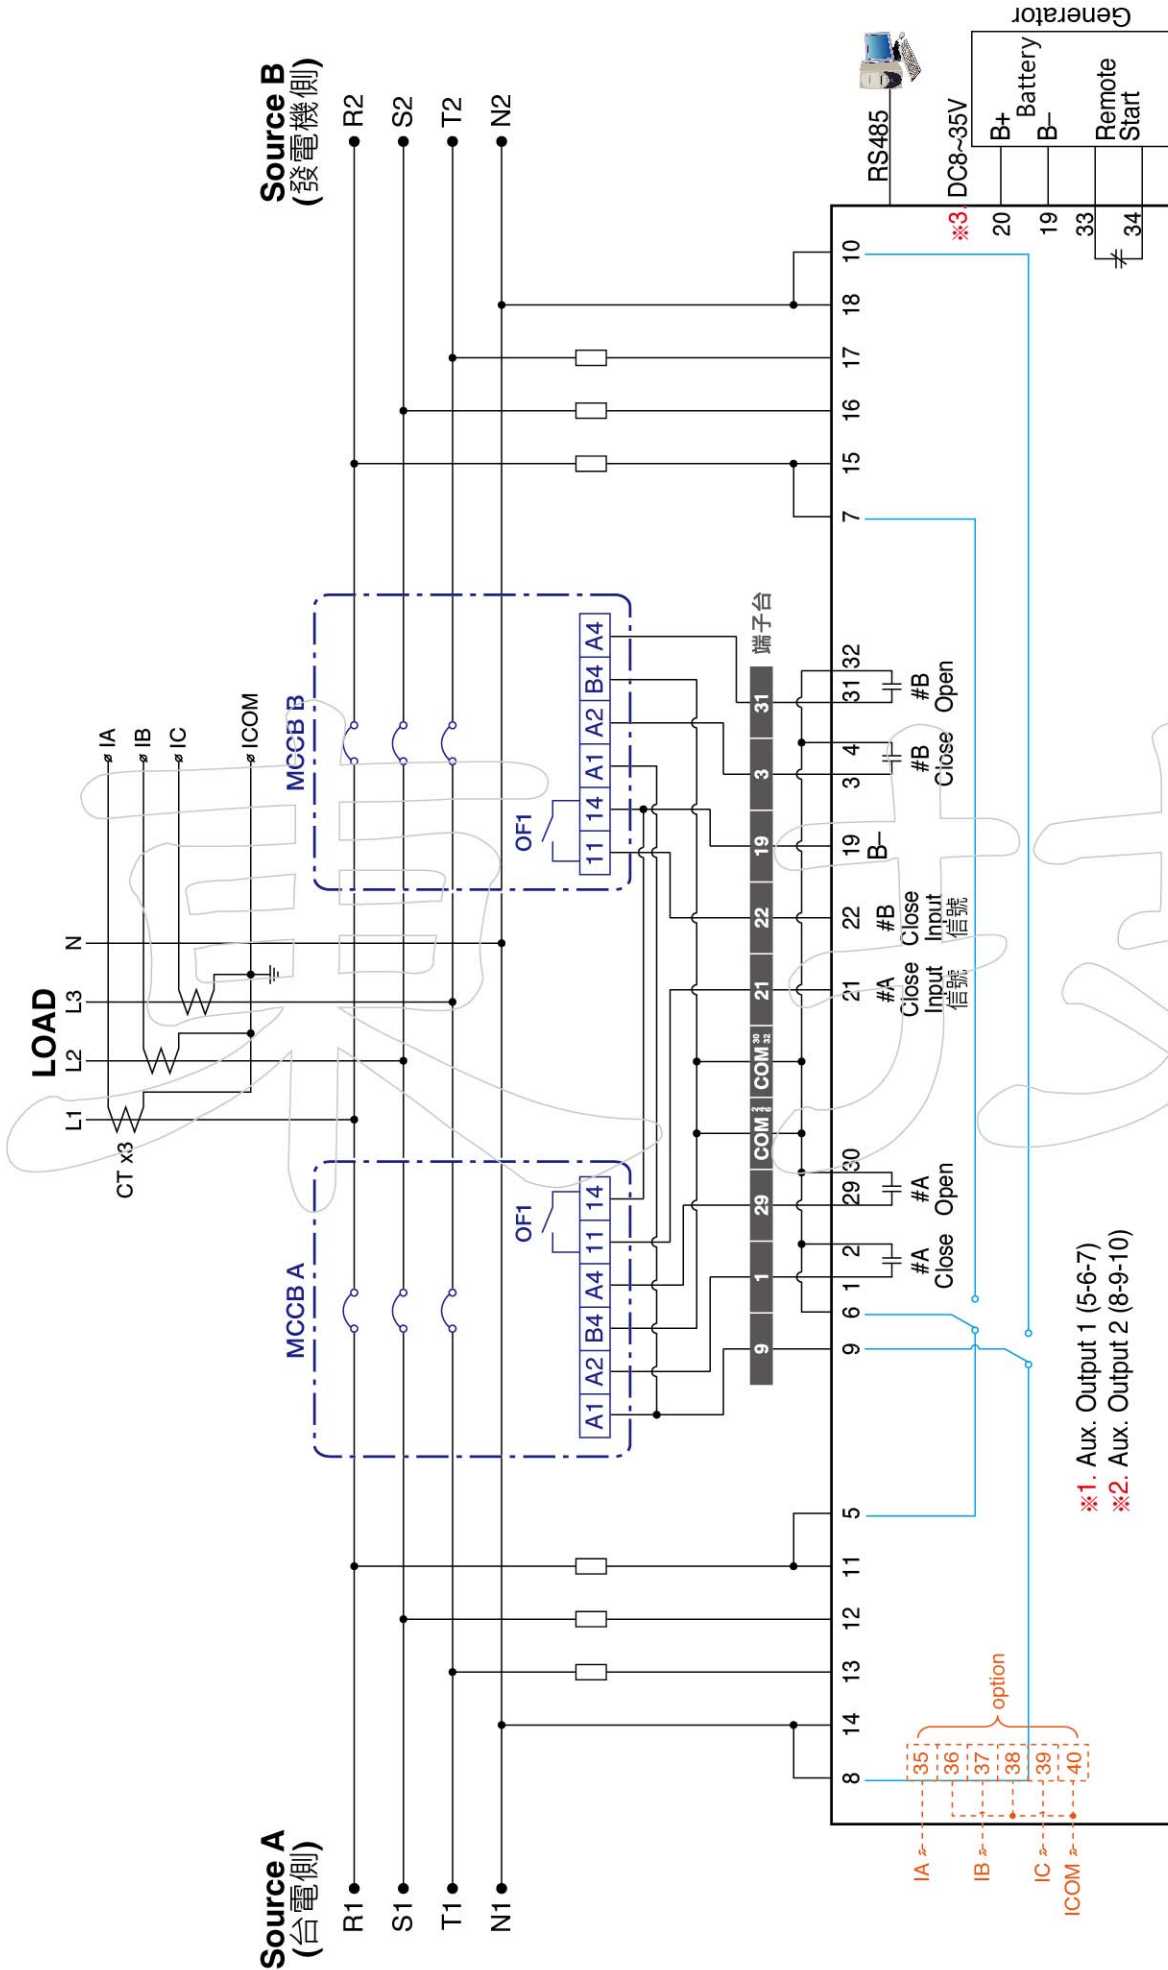 LOAD
L1
L2
L3
N
CT x3
IA
IB
IC
ICOM
Source A
(台電側)
R1
S1
T1
N1
MCCB A
OF1
A1 A2 B4 A4 11 14
MCCB B
OF1
11 14 A1 A2 B4 A4
Source B
(發電機側)
R2
S2
T2
N2
9 1 29 COM 2 6 COM 30 32 21 22 19 3 31
端子台
8 14 13 12 11 5 9 6 1 2 29 30 21 22 19 3 4 31 32 7 15 16 17 18 10
#A
Close
#A
Open
#A
Close
Input
信號
#B
Close
Input
信號
B–
#B
Close
#B
Open
RS485
※3. DC8~35V
20
19
33
34
B+
Battery
B–
Remote
Start
Generator
IA
IB
IC
ICOM
35
36
37
38
39
40
option
※1. Aux. Output 1 (5-6-7)
※2. Aux. Output 2 (8-9-10)